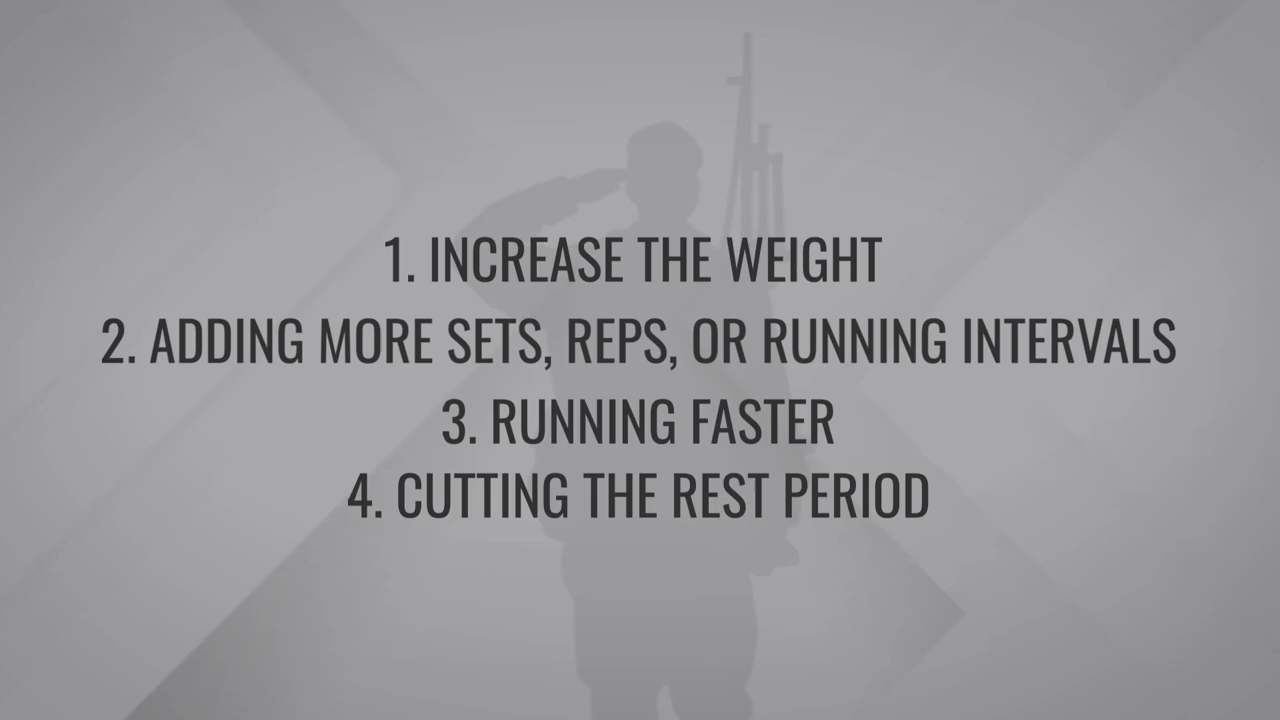 1. INCREASE THE WEIGHT
2. ADDING MORE SETS, REPS, OR RUNNING INTERVALS
3. RUNNING FASTER
4. CUTTING THE REST PERIOD